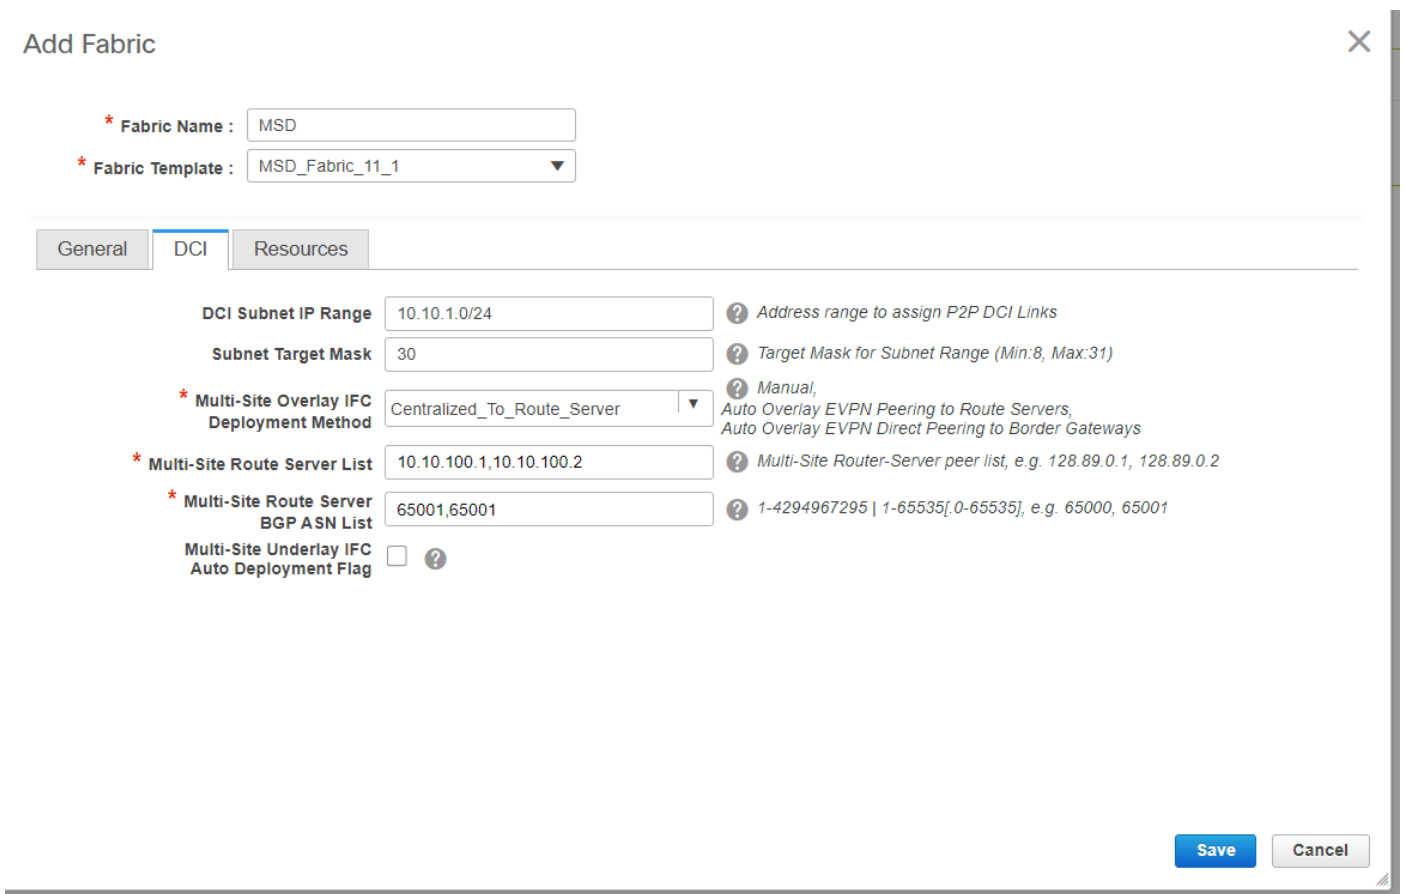 Add Fabric
* Fabric Name : MSD
* Fabric Template : MSD_Fabric_11_1
General DCI Resources
DCI Subnet IP Range 10.10.1.0/24 ? Address range to assign P2P DCI Links
Subnet Target Mask 30 ? Target Mask for Subnet Range (Min:8, Max:31)
* Multi-Site Overlay IFC
Deployment Method
Centralized_To_Route_Server
? Manual,
Auto Overlay EVPN Peering to Route Servers,
Auto Overlay EVPN Direct Peering to Border Gateways
* Multi-Site Route Server List 10.10.100.1,10.10.100.2 ? Multi-Site Router-Server peer list, e.g. 128.89.0.1, 128.89.0.2
* Multi-Site Route Server
BGP ASN List
65001,65001
? 1-4294967295 | 1-65535[.0-65535], e.g. 65000, 65001
Multi-Site Underlay IFC
Auto Deployment Flag
?
Save Cancel